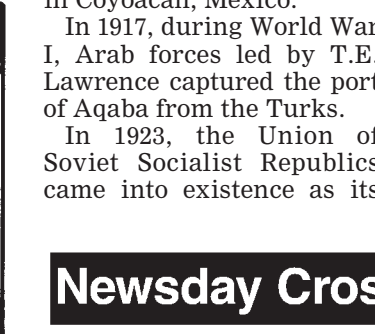 in Coyoacán, Mexico.
In 1917, during World War
I, Arab forces led by T.E.
Lawrence captured the port
of Aqaba from the Turks.
In 1923, the Union of
Soviet Socialist Republics
came into existence as its
Newsday Cros